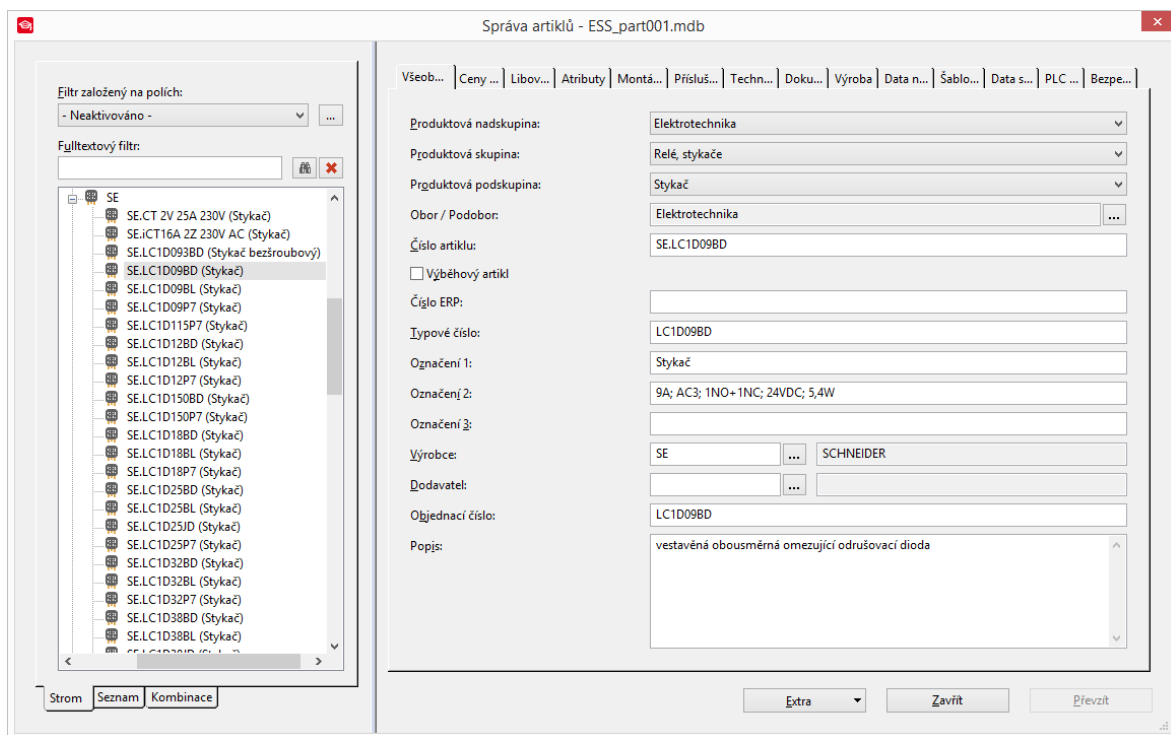 Správa artiklů - ESS_part001.mdb
Filtr založený na polích:
- Neaktivováno -
...
Fulltextový filtr:
SE
SE.CT 2V 25A 230V (Stykač)
SE.iCT16A 2Z 230V AC (Stykač)
SE.LC1D093BD (Stykač bezšroubový)
SE.LC1D09BD (Stykač)
SE.LC1D09BL (Stykač)
SE.LC1D09P7 (Stykač)
SE.LC1D115P7 (Stykač)
SE.LC1D12BD (Stykač)
SE.LC1D12BL (Stykač)
SE.LC1D12P7 (Stykač)
SE.LC1D150BD (Stykač)
SE.LC1D150P7 (Stykač)
SE.LC1D18BD (Stykač)
SE.LC1D18BL (Stykač)
SE.LC1D18P7 (Stykač)
SE.LC1D25BD (Stykač)
SE.LC1D25BL (Stykač)
SE.LC1D25JD (Stykač)
SE.LC1D25P7 (Stykač)
SE.LC1D32BD (Stykač)
SE.LC1D32BL (Stykač)
SE.LC1D32P7 (Stykač)
SE.LC1D38BD (Stykač)
SE.LC1D38BL (Stykač)
Strom Seznam Kombinace
Všeob... Ceny ... Libov... Atributy Montá... Přísluš... Techn... Doku... Výroba Data n... Šablo... Data s... PLC ... Bezpe...
Produktová nadskupina: Elektrotechnika
Produktová skupina: Relé, stykače
Produktová podskupina: Stykač
Obor / Podobor: Elektrotechnika ...
Číslo artiklu: SE.LC1D09BD
Výběhový artikl
Číslo ERP:
Typové číslo: LC1D09BD
Označení 1: Stykač
Označení 2: 9A; AC3; 1NO+1NC; 24VDC; 5,4W
Označení 3:
Výrobce: SE ... SCHNEIDER
Dodavatel: ...
Objednací číslo: LC1D09BD
Popis: vestavěná obousměrná omezující odrušovací dioda
Extra Zavřít Převzít